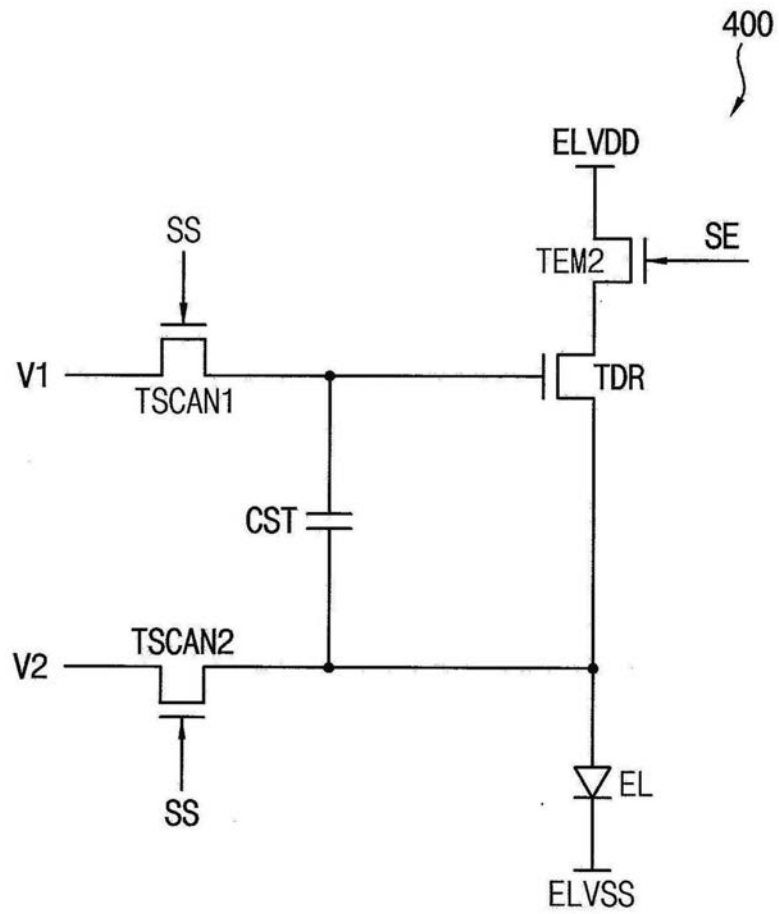 400
ELVDD
SS
TEM2
SE
V1
TSCAN1
TDR
CST
TSCAN2
V2
SS
EL
ELVSS